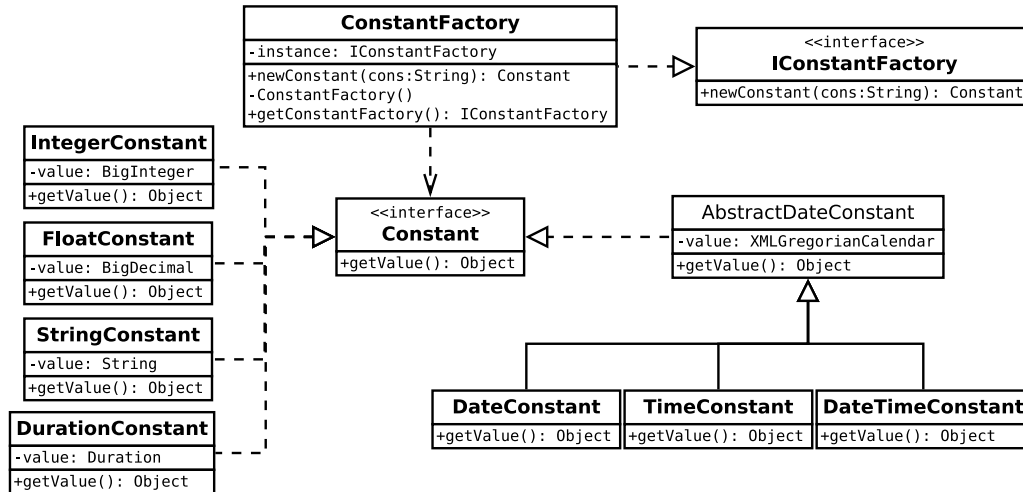 ConstantFactory
-instance: IConstantFactory
+newConstant(cons:String): Constant
-ConstantFactory()
+getConstantFactory(): IConstantFactory
<<interface>>
IConstantFactory
+newConstant(cons:String): Constant
IntegerConstant
-value: BigInteger
+getValue(): Object
FloatConstant
-value: BigDecimal
+getValue(): Object
StringConstant
-value: String
+getValue(): Object
DurationConstant
-value: Duration
+getValue(): Object
<<interface>>
Constant
+getValue(): Object
AbstractDateConstant
-value: XMLGregorianCalendar
+getValue(): Object
DateConstant
+getValue(): Object
TimeConstant
+getValue(): Object
DateTimeConstant
+getValue(): Object